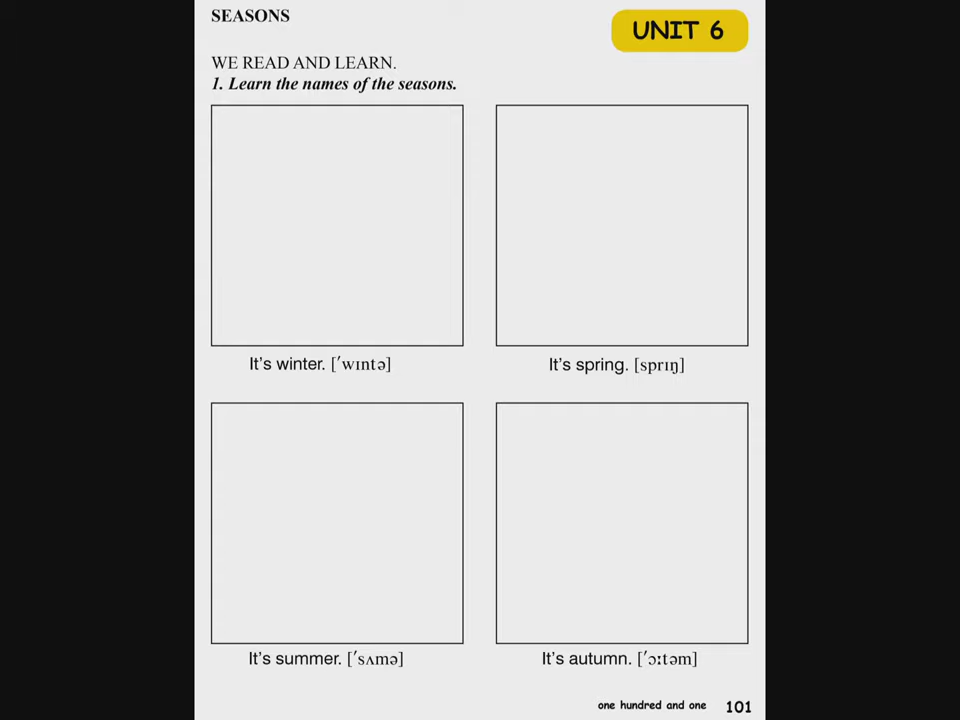 SEASONS
UNIT 6
WE READ AND LEARN.
1. Learn the names of the seasons.
It's winter. [ˈwɪntə]
It's spring. [sprɪŋ]
It's summer. [ˈsʌmə]
It's autumn. [ˈɔːtəm]
one hundred and one 101